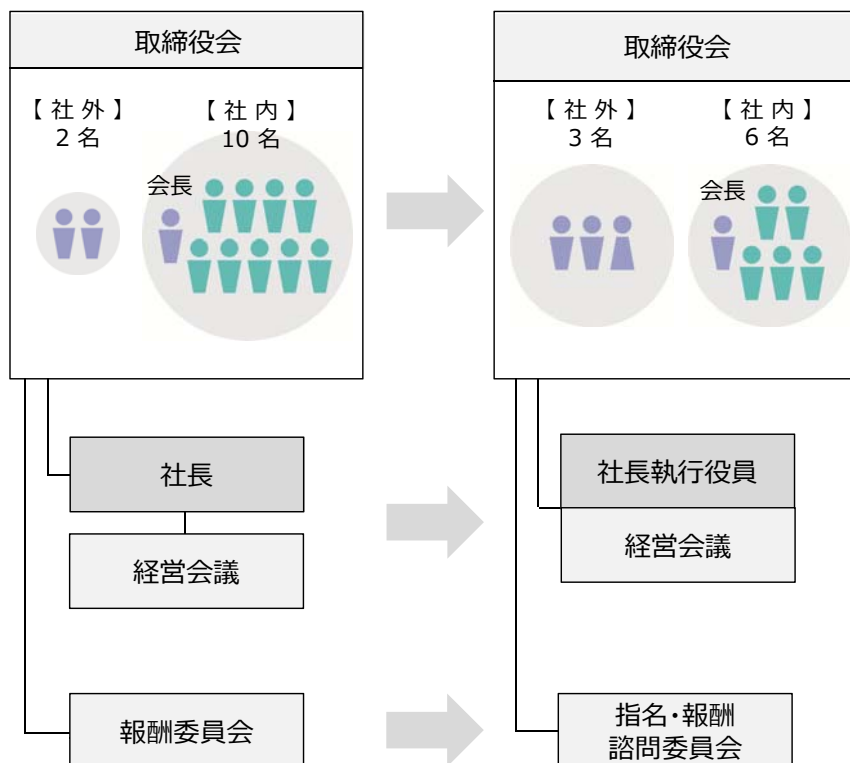 取締役会
【 社 外 】
2 名
【 社 内 】
10 名
会長
社長
経営会議
報酬委員会
取締役会
【 社 外 】
3 名
【 社 内 】
6 名
会長
社長執行役員
経営会議
指名・報酬
諮問委員会